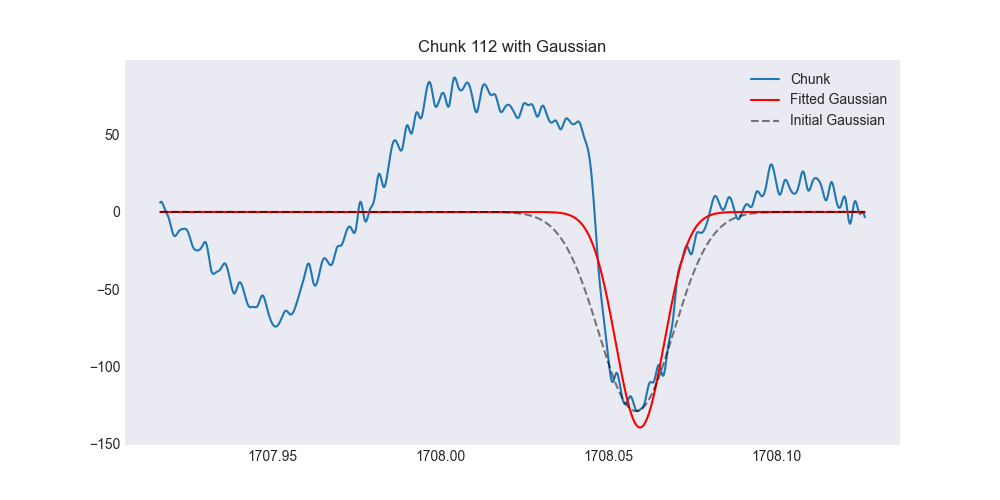 Chunk 112 with Gaussian
Chunk
Fitted Gaussian
Initial Gaussian
50
0
−50
−100
−150
1707.95
1708.00
1708.05
1708.10